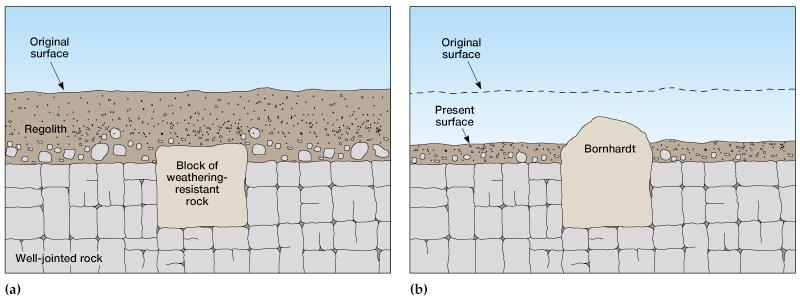 Original
surface
Regolith
Block of
weathering-
resistant
rock
Well-jointed rock
(a)
Original
surface
Present
surface
Bornhardt
(b)